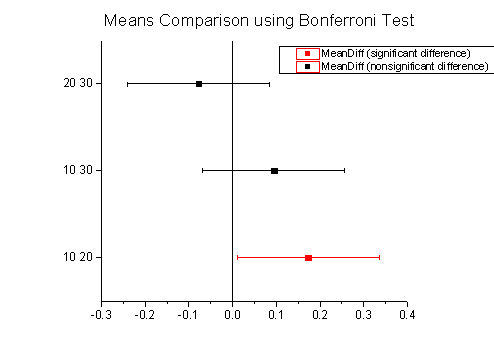 Means Comparison using Bonferroni Test
MeanDiff (significant difference)
MeanDiff (nonsignificant difference)
20 30
10 30
10 20
-0.3 -0.2 -0.1 0.0 0.1 0.2 0.3 0.4